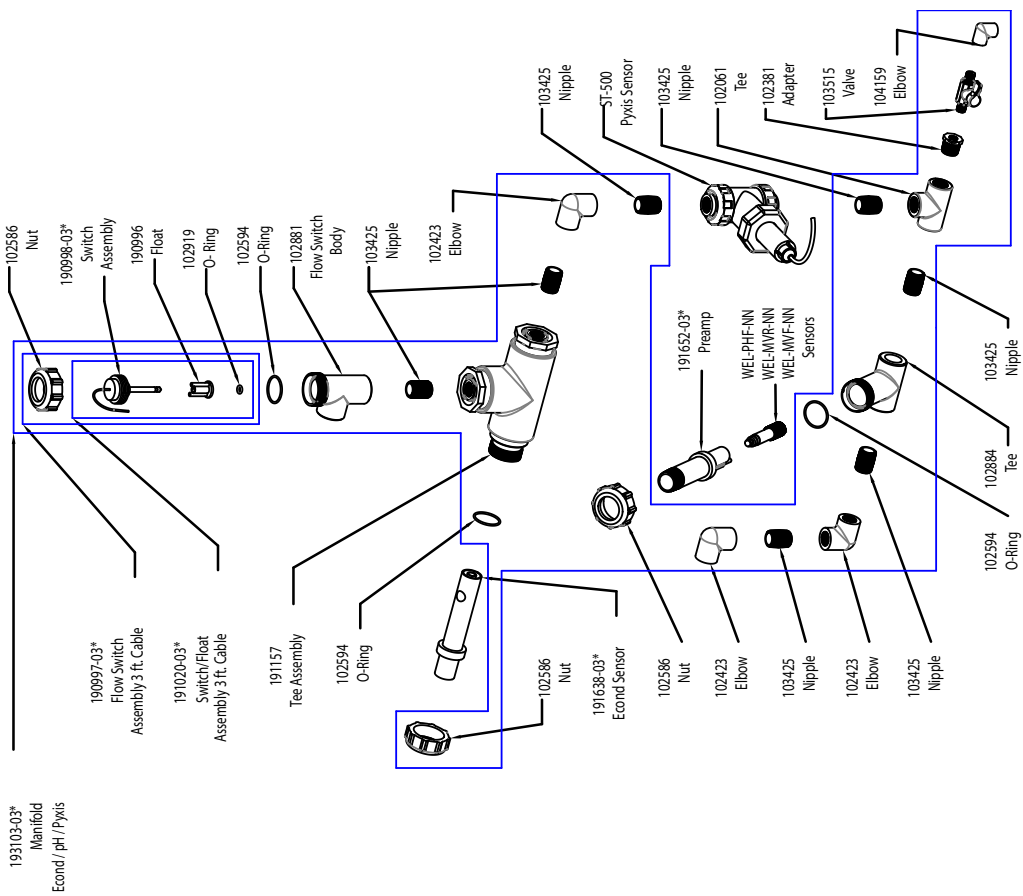 193103-03*
Manifold
Econd / pH / Pyxis
102586
Nut
190998-03*
Switch
Assembly
190996
Float
102919
O- Ring
102594
O-Ring
102881
Flow Switch
Body
103425
Nipple
102423
Elbow
103425
Nipple
ST-500
Pyxis Sensor
103425
Nipple
102061
Tee
102381
Adapter
103515
Valve
104159
Elbow
190997-03*
Flow Switch
Assembly 3 ft. Cable
191020-03*
Switch/Float
Assembly 3 ft. Cable
191157
Tee Assembly
102594
O-Ring
102586
Nut
191638-03*
Econd Sensor
191652-03*
Preamp
WEL-PHF-NN
WEL-MVR-NN
WEL-MVF-NN
Sensors
102586
Nut
102423
Elbow
103425
Nipple
102423
Elbow
103425
Nipple
102594
O-Ring
102884
Tee
103425
Nipple